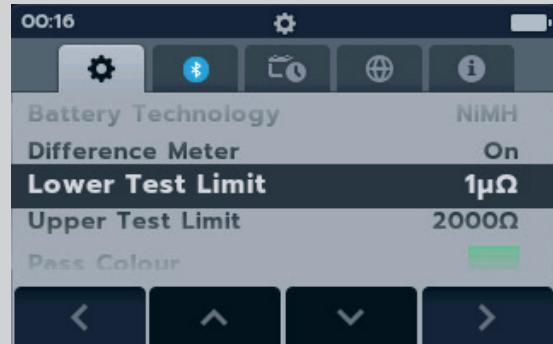 00:16
Battery Technology NiMH
Difference Meter On
Lower Test Limit 1µΩ
Upper Test Limit 2000Ω
Pass Colour